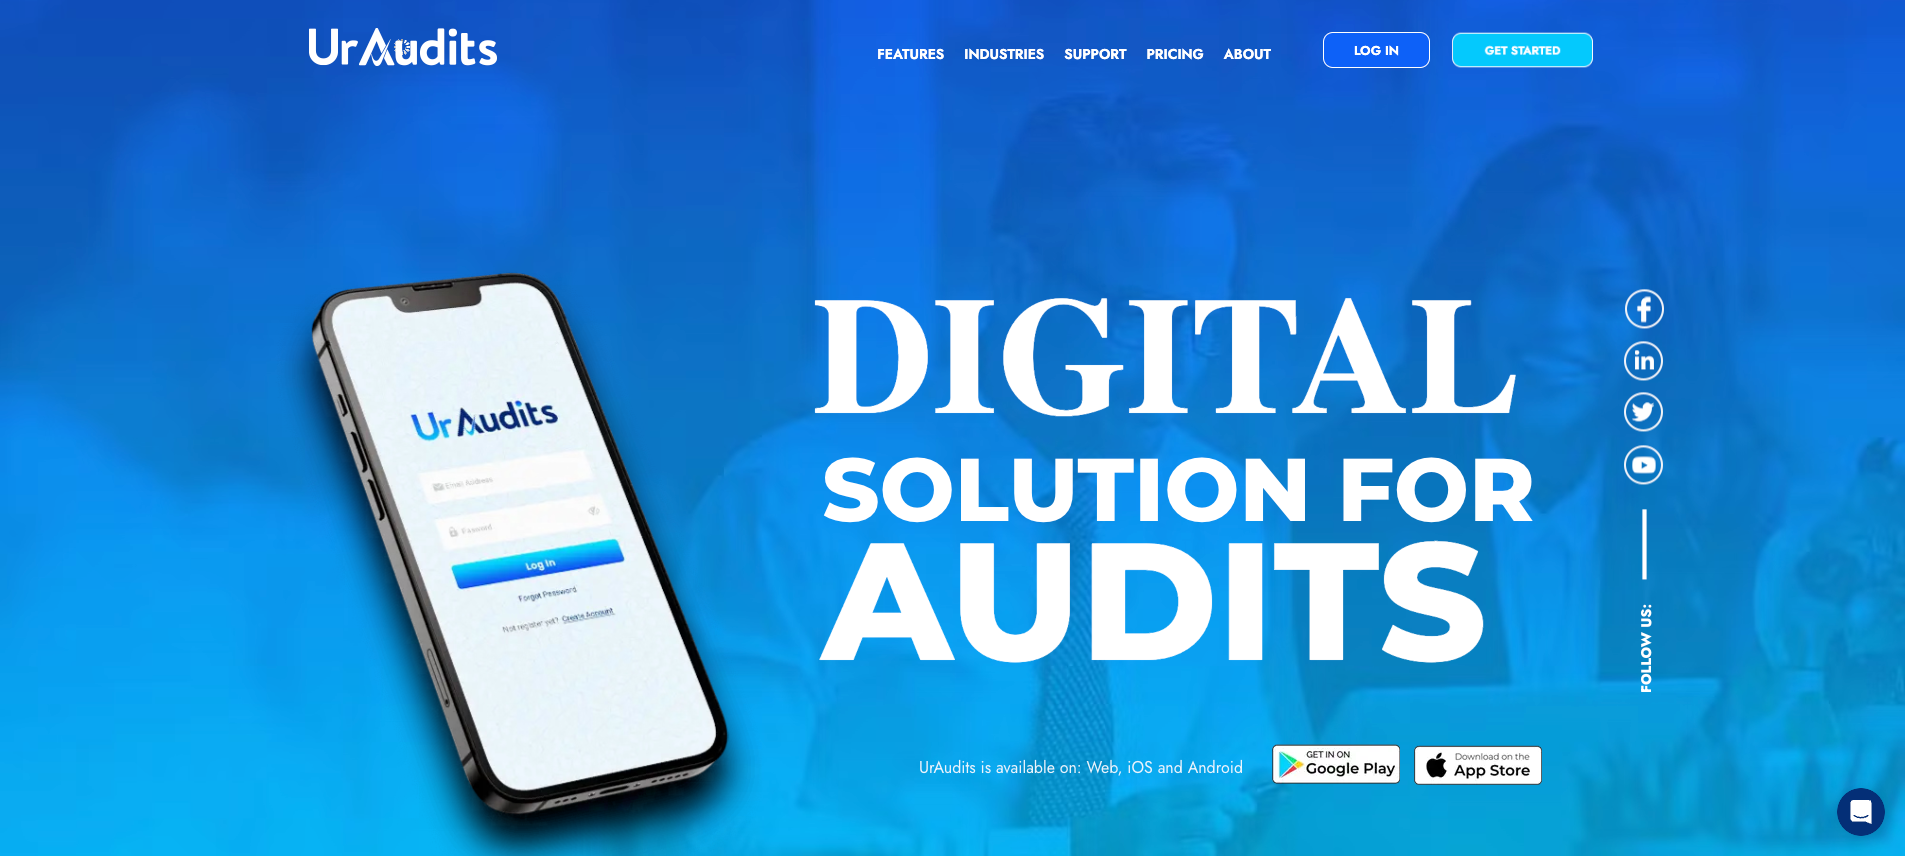 UrAudits
FEATURES INDUSTRIES SUPPORT PRICING ABOUT LOG IN GET STARTED
UrAudits
Email Address
Password
Log In
Forgot Password
Not register yet? Create Account
DIGITAL
SOLUTION FOR
AUDITS
FOLLOW US:
UrAudits is available on: Web, iOS and Android
GET IN ON
Google Play
Download on the
App Store